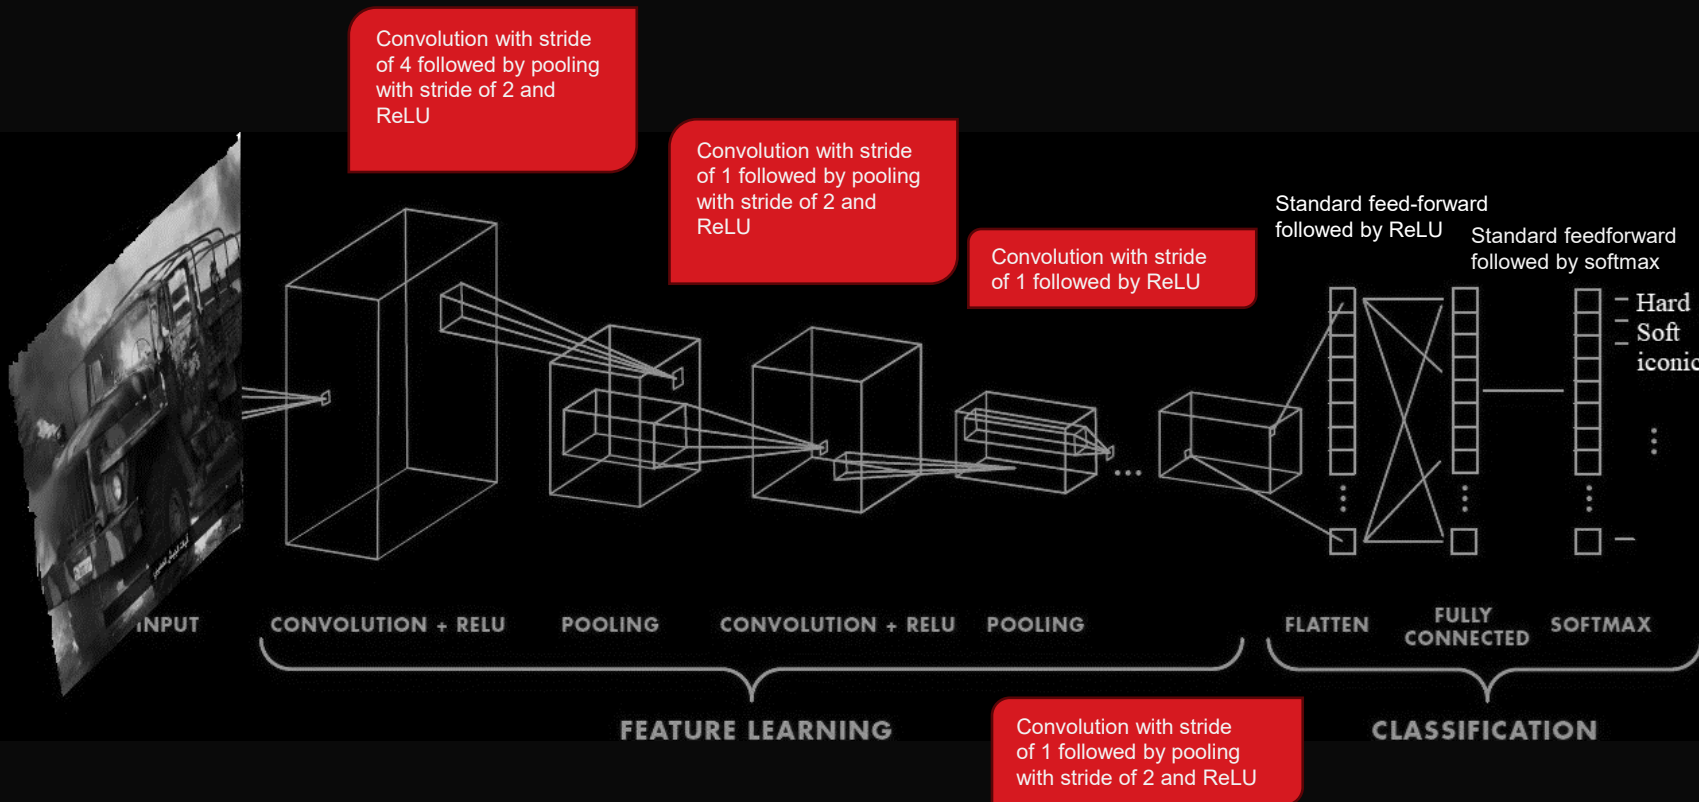 Convolution with stride
of 4 followed by pooling
with stride of 2 and
ReLU
Convolution with stride
of 1 followed by pooling
with stride of 2 and
ReLU
Convolution with stride
of 1 followed by ReLU
Standard feed-forward
followed by ReLU
Standard feedforward
followed by softmax
Hard
Soft
iconic
INPUT
CONVOLUTION + RELU
POOLING
CONVOLUTION + RELU
POOLING
FLATTEN
FULLY
CONNECTED
SOFTMAX
FEATURE LEARNING
CLASSIFICATION
Convolution with stride
of 1 followed by pooling
with stride of 2 and ReLU